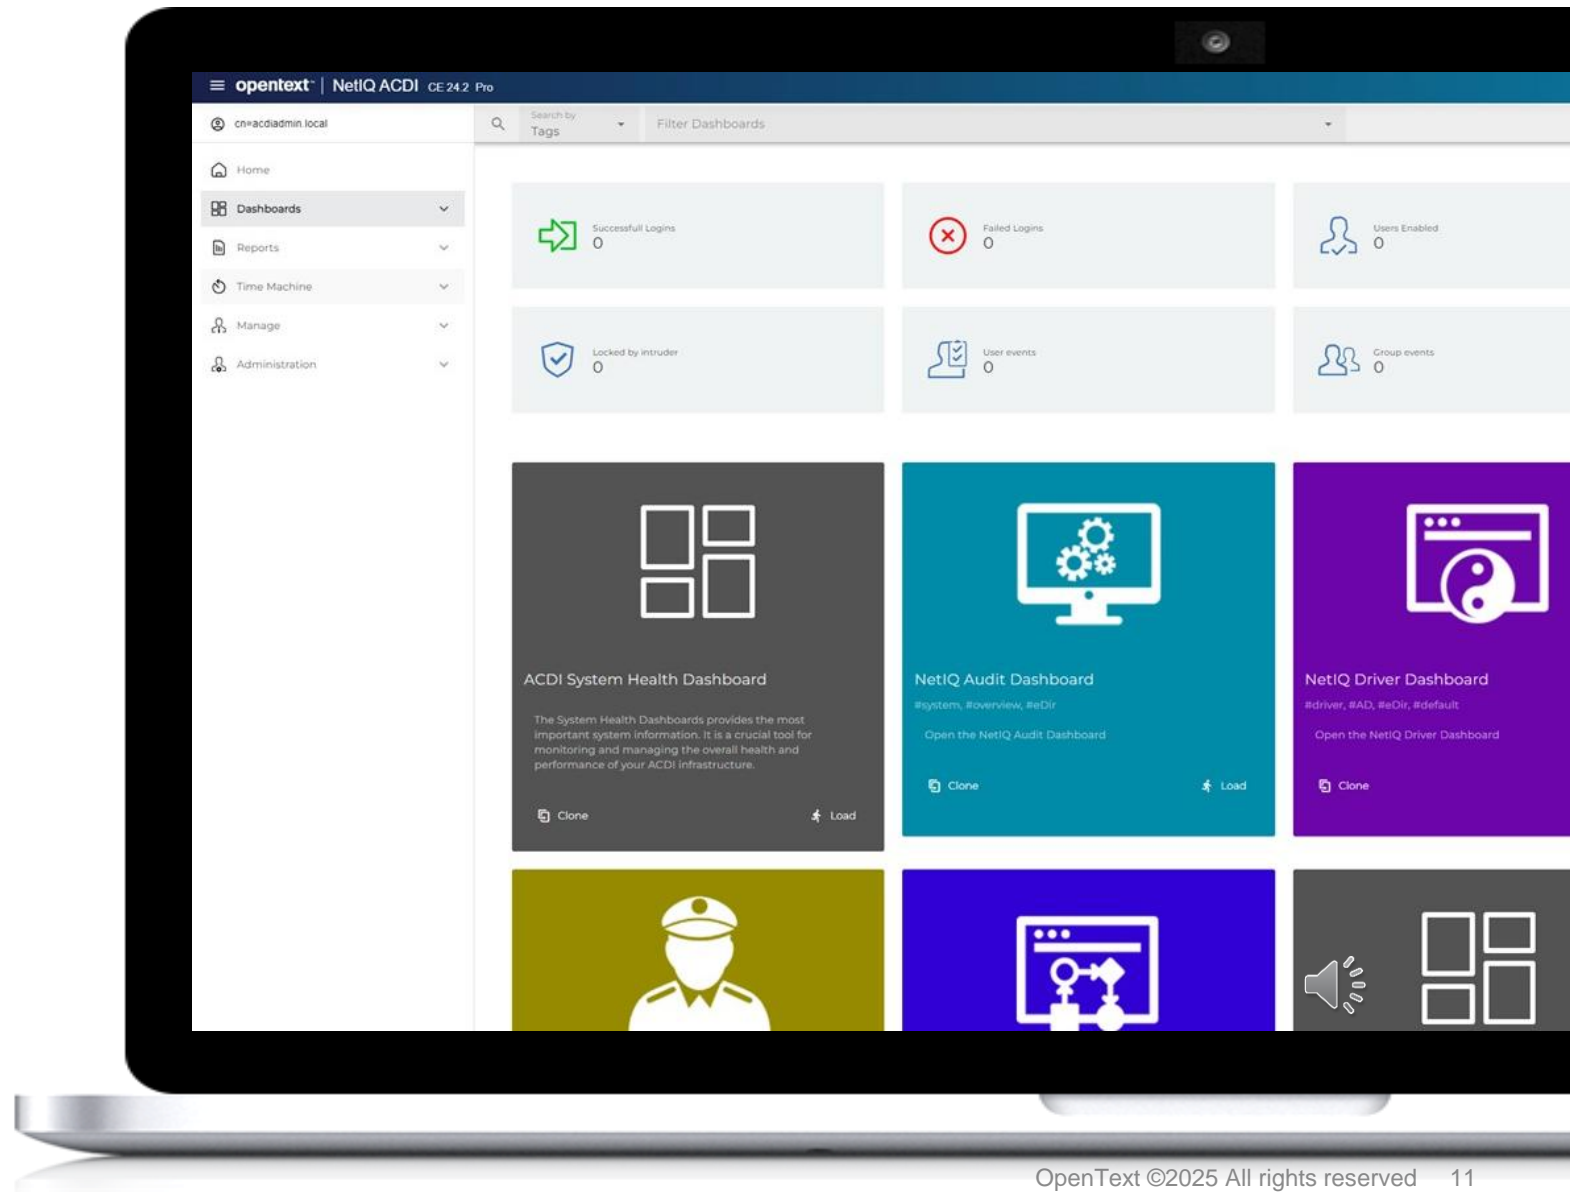 opentext™ | NetIQ ACDI CE 24.2 Pro
cn=acdiadmin.local
Search by
Tags
Filter Dashboards
Home
Dashboards
Reports
Time Machine
Manage
Administration
Successfull Logins
0
Failed Logins
0
Users Enabled
0
Locked by intruder
0
User events
0
Group events
0
ACDI System Health Dashboard
The System Health Dashboards provides the most
important system information. It is a crucial tool for
monitoring and managing the overall health and
performance of your ACDI infrastructure.
Clone
Load
NetIQ Audit Dashboard
#system, #overview, #eDir
Open the NetIQ Audit Dashboard
Clone
Load
NetIQ Driver Dashboard
#driver, #AD, #eDir, #default
Open the NetIQ Driver Dashboard
Clone
OpenText ©2025 All rights reserved 11